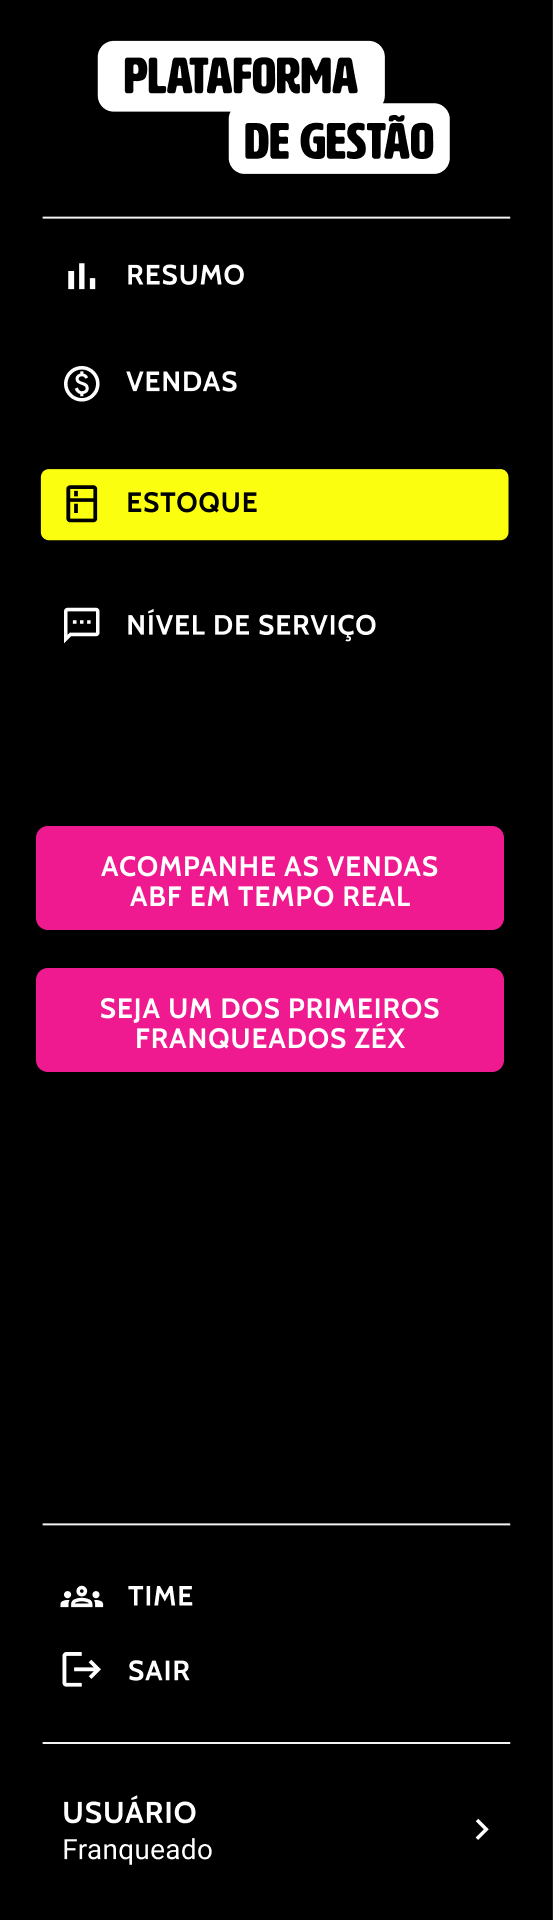 PLATAFORMA
DE GESTÃO
RESUMO
VENDAS
ESTOQUE
NÍVEL DE SERVIÇO
ACOMPANHE AS VENDAS
ABF EM TEMPO REAL
SEJA UM DOS PRIMEIROS
FRANQUEADOS ZÉX
TIME
SAIR
USUÁRIO
Franqueado